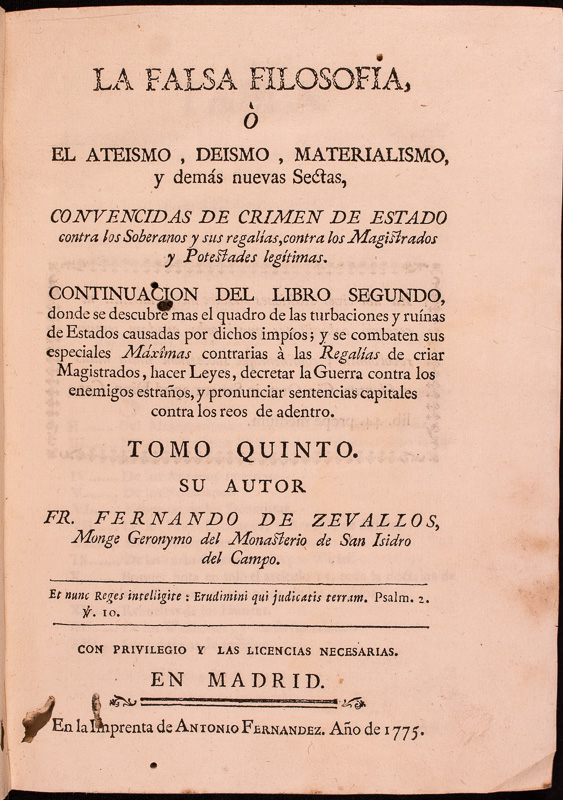 LA FALSA FILOSOFÍA,
Ò
EL ATEISMO, DEISMO, MATERIALISMO,
y demás nuevas Sectas,
CONVENCIDAS DE CRIMEN DE ESTADO
contra los Soberanos y sus regalías, contra los Magistrados
y Potestades legítimas.
CONTINUACION DEL LIBRO SEGUNDO,
donde se descubre mas el quadro de las turbaciones y ruínas
de Estados causadas por dichos impíos; y se combaten sus
especiales Máximas contrarias à las Regalías de criar
Magistrados, hacer Leyes, decretar la Guerra contra los
enemigos estraños, y pronunciar sentencias capitales
contra los reos de adentro.
TOMO QUINTO.
SU AUTOR
FR. FERNANDO DE ZEVALLOS,
Monge Geronymo del Monasterio de San Isidro
del Campo.
Et nunc Reges intelligite: Erudimini qui judicatis terram. Psalm. 2.
℣. 10.
CON PRIVILEGIO Y LAS LICENCIAS NECESARIAS.
EN MADRID.
En la Imprenta de ANTONIO FERNANDEZ. Año de 1775.